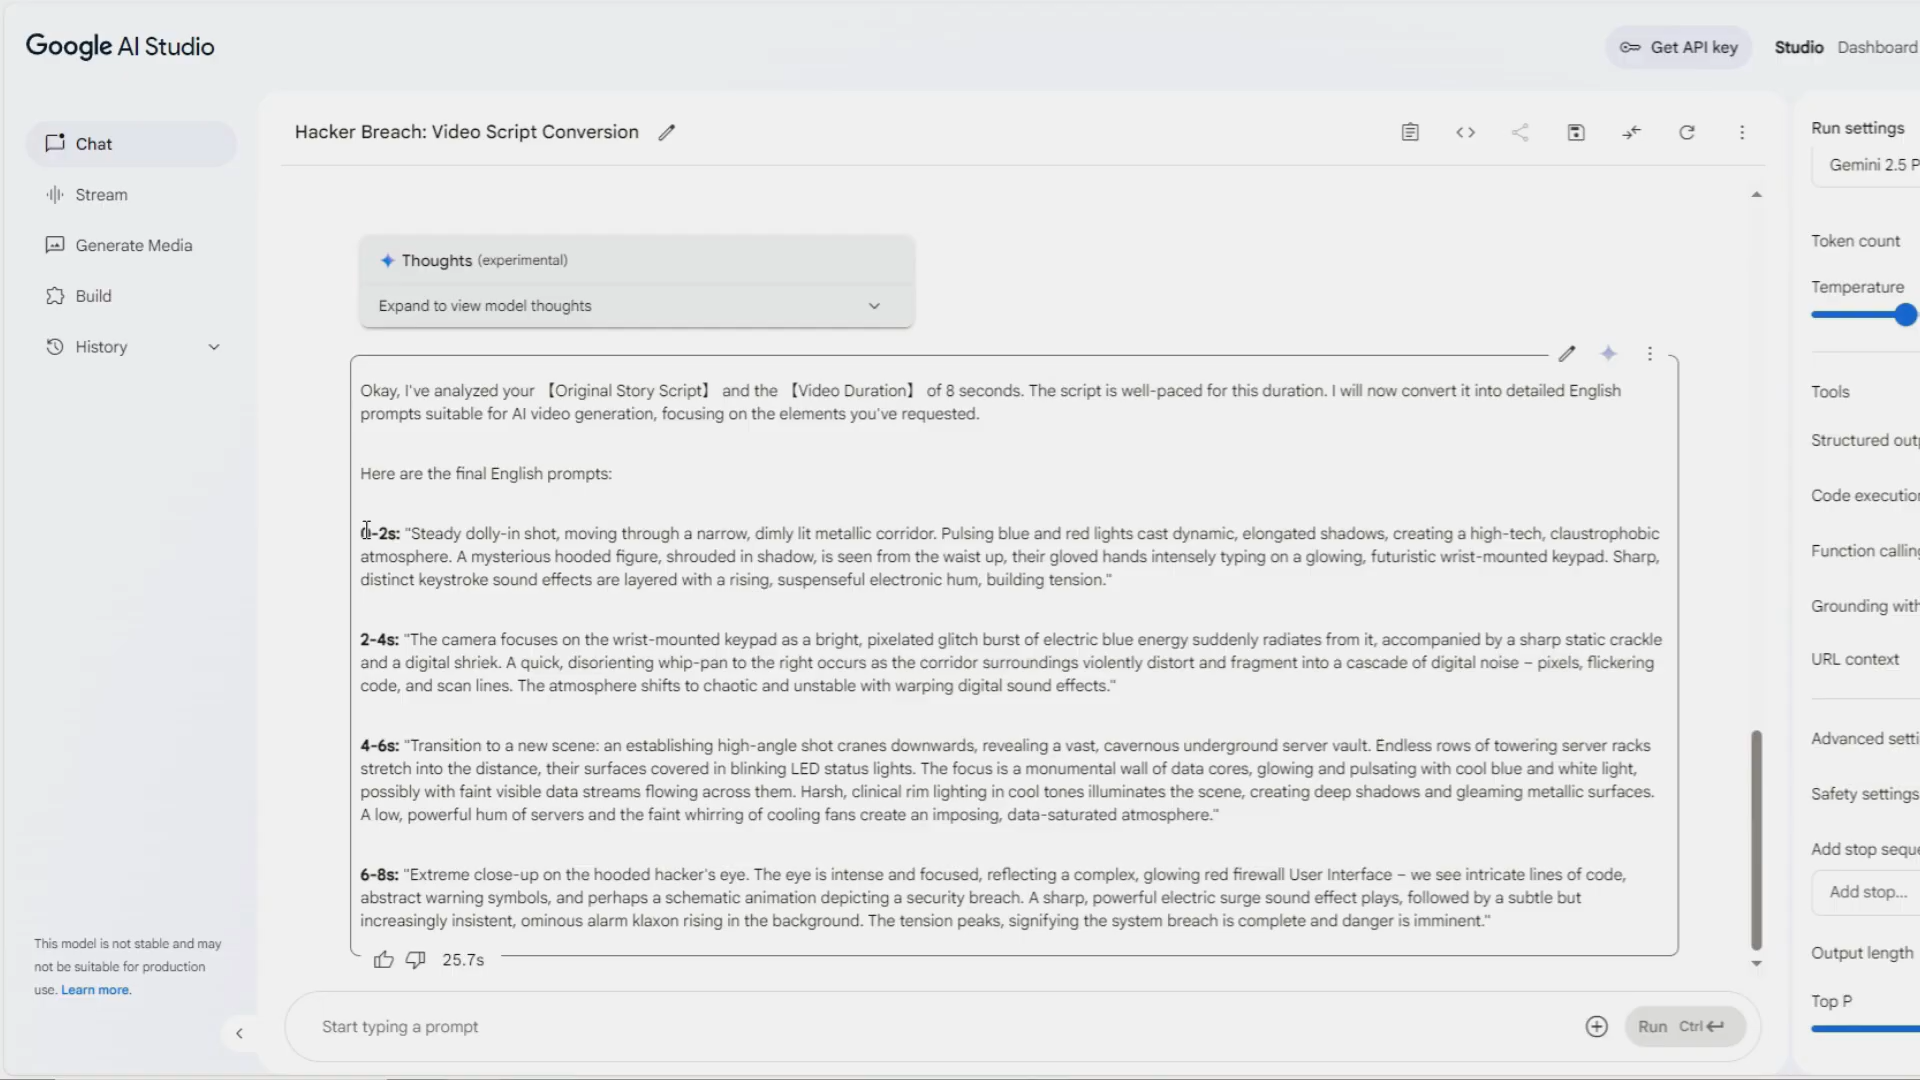 Google AI Studio
Get API key
Studio
Dashboard
Chat
Stream
Generate Media
Build
History
This model is not stable and may
not be suitable for production
use. Learn more.
Hacker Breach: Video Script Conversion
Thoughts (experimental)
Expand to view model thoughts
Okay, I've analyzed your 【Original Story Script】 and the 【Video Duration】 of 8 seconds. The script is well-paced for this duration. I will now convert it into detailed English
prompts suitable for AI video generation, focusing on the elements you've requested.
Here are the final English prompts:
0-2s: "Steady dolly-in shot, moving through a narrow, dimly lit metallic corridor. Pulsing blue and red lights cast dynamic, elongated shadows, creating a high-tech, claustrophobic
atmosphere. A mysterious hooded figure, shrouded in shadow, is seen from the waist up, their gloved hands intensely typing on a glowing, futuristic wrist-mounted keypad. Sharp,
distinct keystroke sound effects are layered with a rising, suspenseful electronic hum, building tension."
2-4s: "The camera focuses on the wrist-mounted keypad as a bright, pixelated glitch burst of electric blue energy suddenly radiates from it, accompanied by a sharp static crackle
and a digital shriek. A quick, disorienting whip-pan to the right occurs as the corridor surroundings violently distort and fragment into a cascade of digital noise – pixels, flickering
code, and scan lines. The atmosphere shifts to chaotic and unstable with warping digital sound effects."
4-6s: "Transition to a new scene: an establishing high-angle shot cranes downwards, revealing a vast, cavernous underground server vault. Endless rows of towering server racks
stretch into the distance, their surfaces covered in blinking LED status lights. The focus is a monumental wall of data cores, glowing and pulsating with cool blue and white light,
possibly with faint visible data streams flowing across them. Harsh, clinical rim lighting in cool tones illuminates the scene, creating deep shadows and gleaming metallic surfaces.
A low, powerful hum of servers and the faint whirring of cooling fans create an imposing, data-saturated atmosphere."
6-8s: "Extreme close-up on the hooded hacker's eye. The eye is intense and focused, reflecting a complex, glowing red firewall User Interface – we see intricate lines of code,
abstract warning symbols, and perhaps a schematic animation depicting a security breach. A sharp, powerful electric surge sound effect plays, followed by a subtle but
increasingly insistent, ominous alarm klaxon rising in the background. The tension peaks, signifying the system breach is complete and danger is imminent."
25.7s
Start typing a prompt
Run Ctrl
Run settings
Gemini 2.5 P
Token count
Temperature
Tools
Structured outp
Code execution
Function calling
Grounding with
URL context
Advanced setti
Safety settings
Add stop seque
Add stop...
Output length
Top P